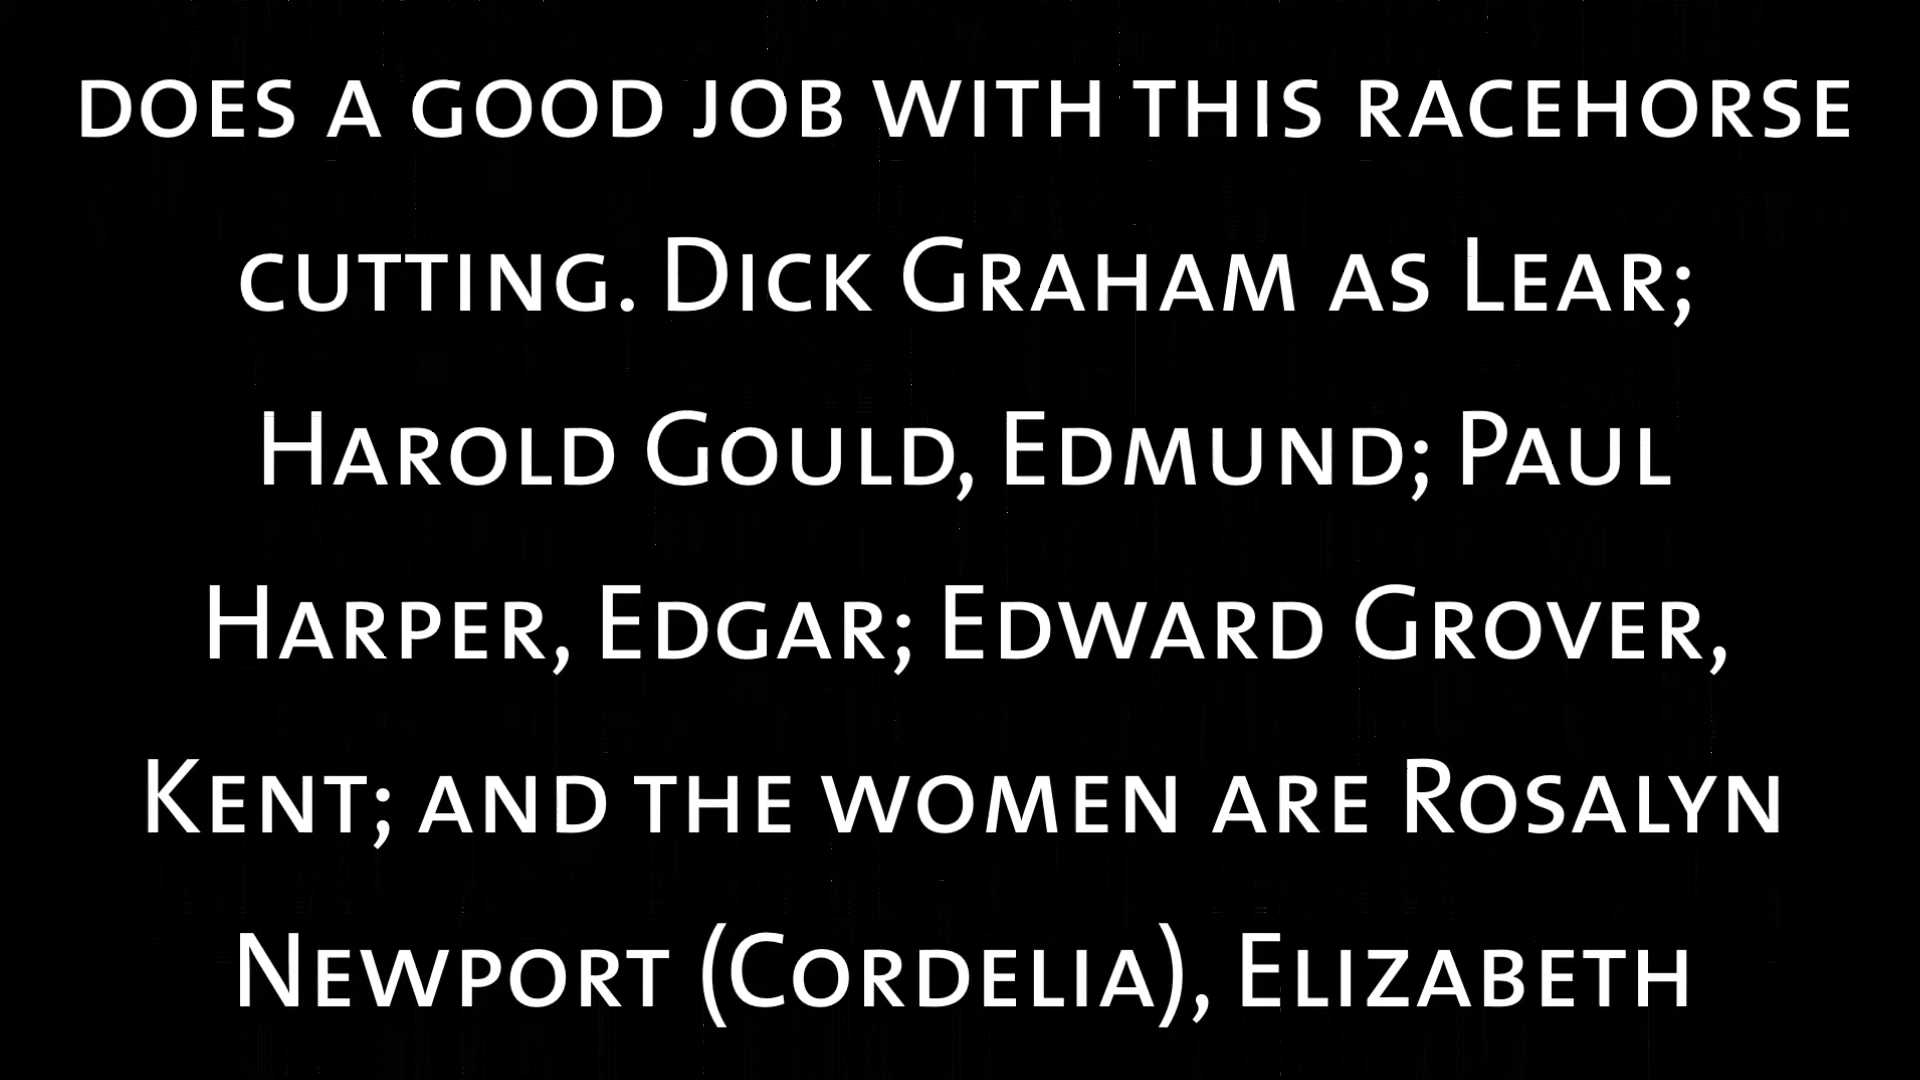 does a good job with this racehorse
cutting. Dick Graham as Lear;
Harold Gould, Edmund; Paul
Harper, Edgar; Edward Grover,
Kent; and the women are Rosalyn
Newport (Cordelia), Elizabeth